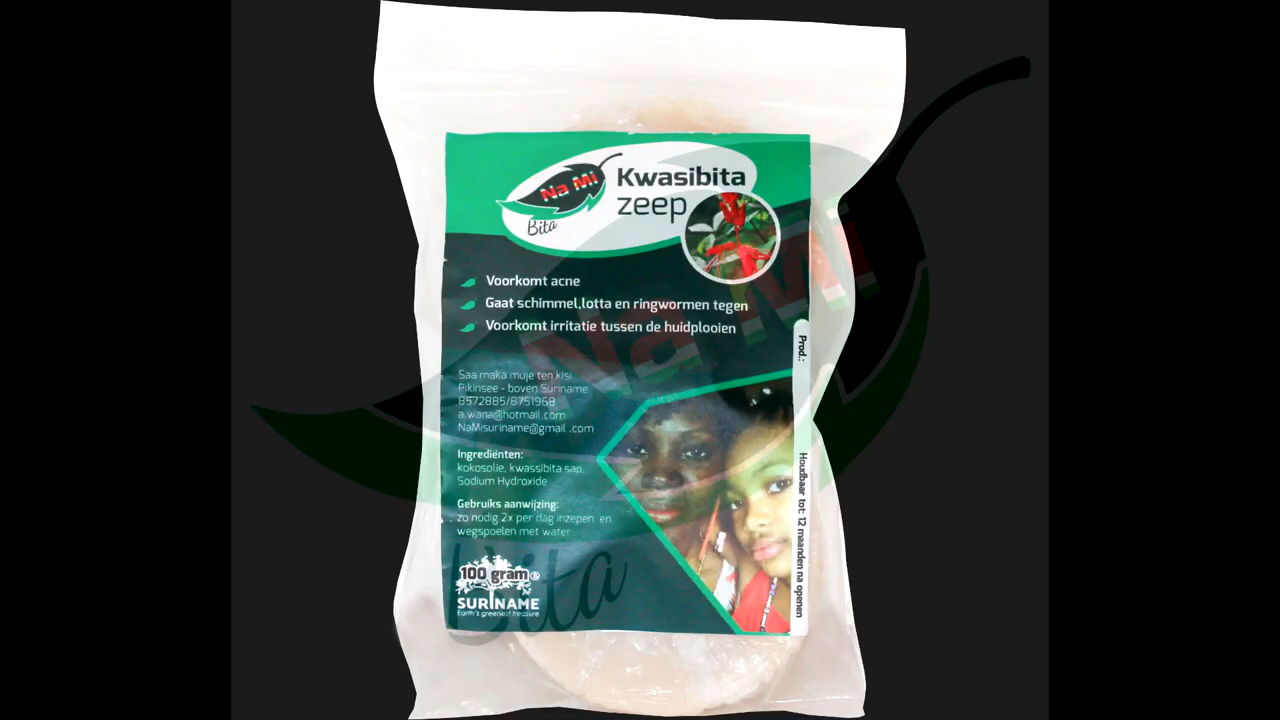 Na Mi
Bita
Kwasibita
zeep
Voorkomt acne
Gaat schimmel,lotta en ringwormen tegen
Voorkomt irritatie tussen de huidplooien
Saa maka muje ten kisi
Pikinsee - boven Suriname
8572885/8751968
a.wana@hotmail.com
NaMisuriname@gmail .com
Ingrediënten:
kokosolie, kwassibita sap,
Sodium Hydroxide
Gebruiks aanwijzing:
zo nodig 2x per dag inzepen en
wegspoelen met water
100 gram
SURINAME
Earth's greenest treasure
Prod.:
Houdbaar tot: 12 maanden na openen
Na Mi
Bita